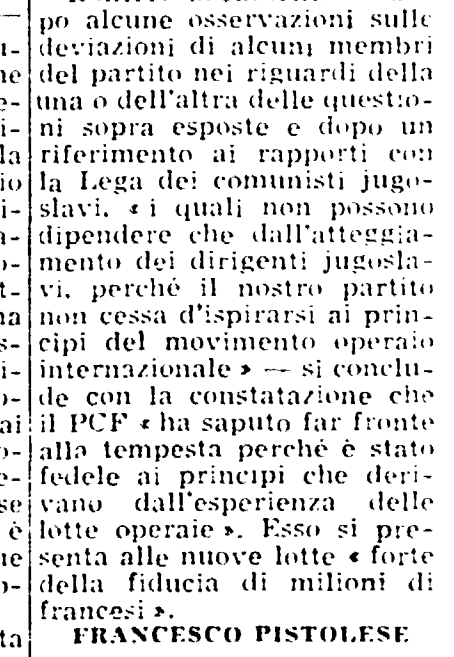 po alcune osservazioni sulle
deviazioni di alcuni membri
del partito nei riguardi della
una o dell'altra delle questio-
ni sopra esposte e dopo un
riferimento ai rapporti con
la Lega dei comunisti jugo-
slavi. « i quali non possono
dipendere che dall'atteggia-
mento dei dirigenti jugosla-
vi, perché il nostro partito
non cessa d'ispirarsi ai prin-
cipi del movimento operaio
internazionale » — si conclu-
de con la constatazione che
il PCF « ha saputo far fronte
alla tempesta perché è stato
fedele ai principi che deri-
vano dall'esperienza delle
lotte operaie ». Esso si pre-
senta alle nuove lotte « forte
della fiducia di milioni di
francesi ».
FRANCESCO PISTOLESE